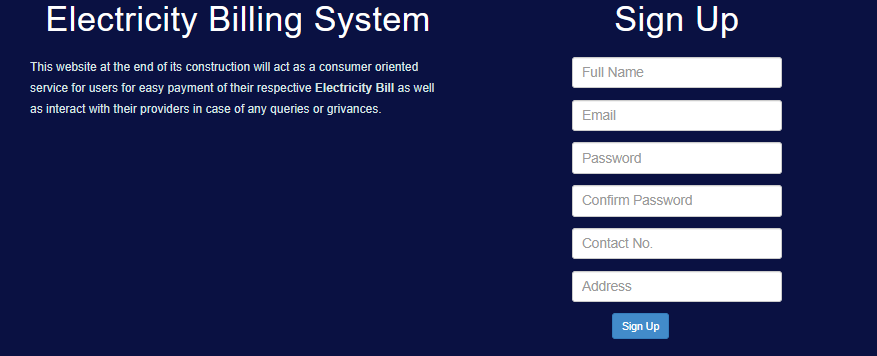 Electricity Billing System
This website at the end of its construction will act as a consumer oriented
service for users for easy payment of their respective Electricity Bill as well
as interact with their providers in case of any queries or grivances.
Sign Up
Full Name
Email
Password
Confirm Password
Contact No.
Address
Sign Up